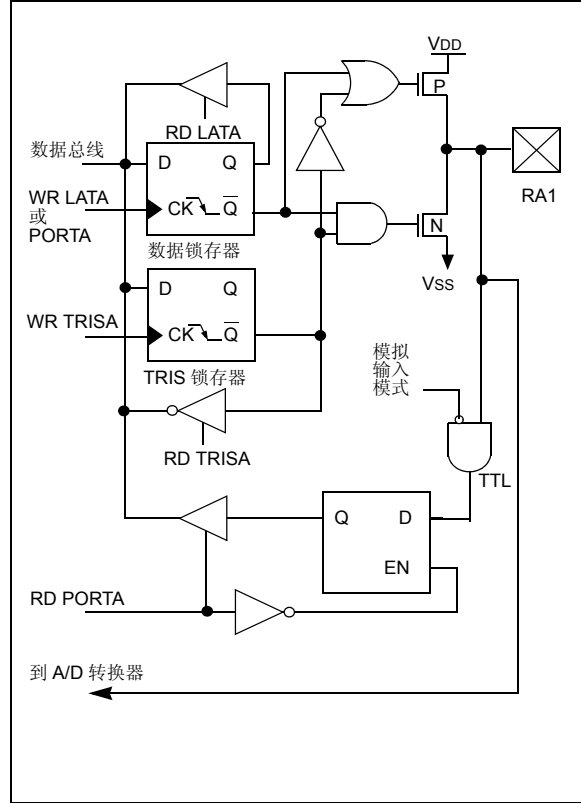 VDD
P
RD LATA
数据总线
D Q
RA1
WR LATA
或
PORTA
CK Q
N
数据锁存器
VSS
D Q
WR TRISA
CK Q
模拟
输入
模式
TRIS 锁存器
RD TRISA
TTL
Q D
EN
RD PORTA
到 A/D 转换器